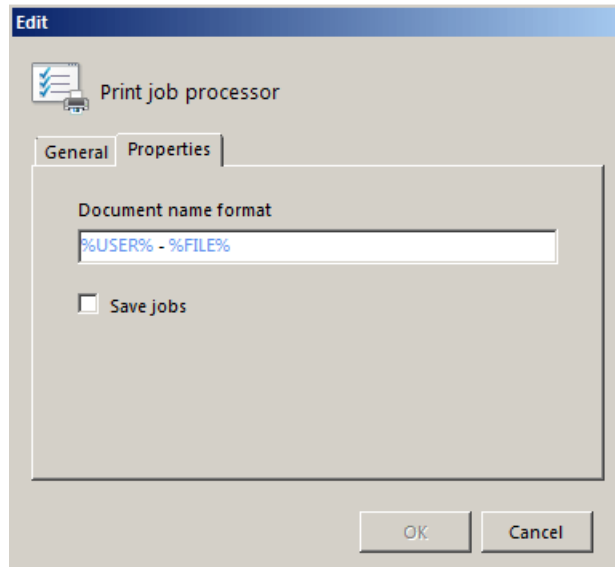 Edit
Print job processor
General Properties
Document name format
%USER% - %FILE%
Save jobs
OK Cancel